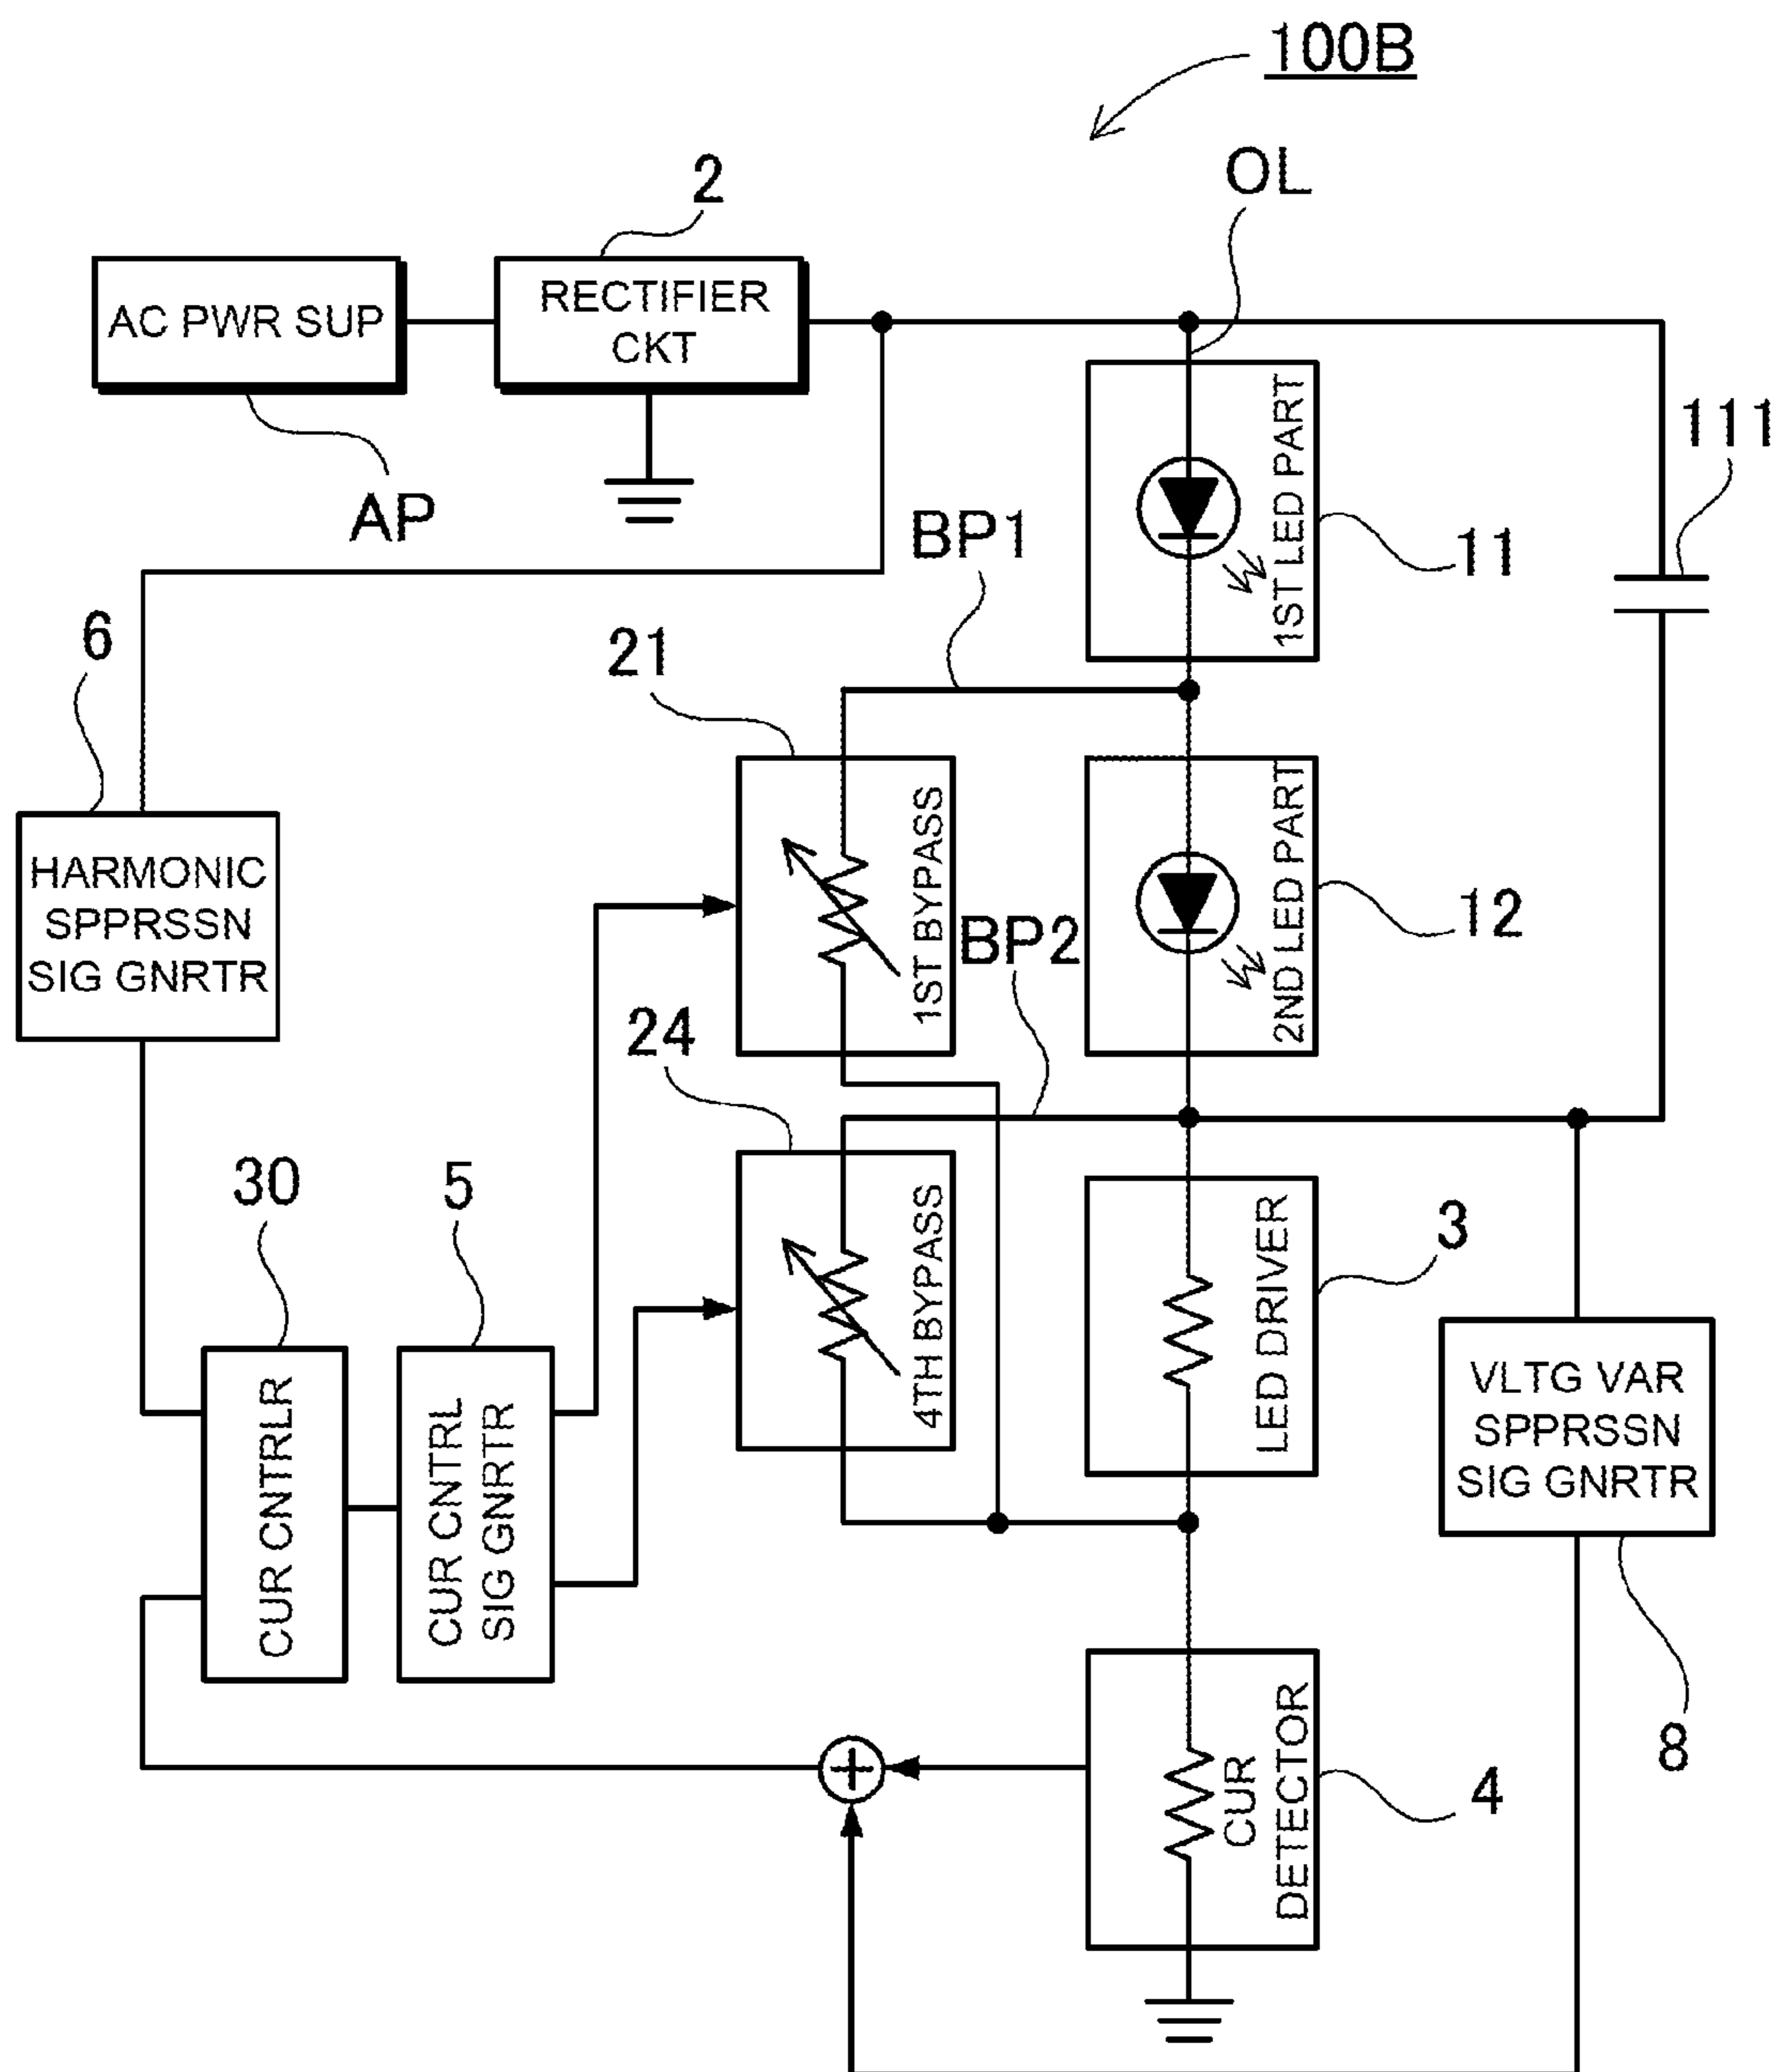 100B
OL
2
AC PWR SUP
RECTIFIER
CKT
AP
1ST LED PART
111
11
BP1
6
21
HARMONIC
SPPRSSN
SIG GNRTR
1ST BYPASS
2ND LED PART
12
BP2
24
30
5
4TH BYPASS
LED DRIVER
3
VLTG VAR
SPPRSSN
SIG GNRTR
CUR CNTRLR
CUR CNTRL
SIG GNRTR
8
CUR
DETECTOR
4